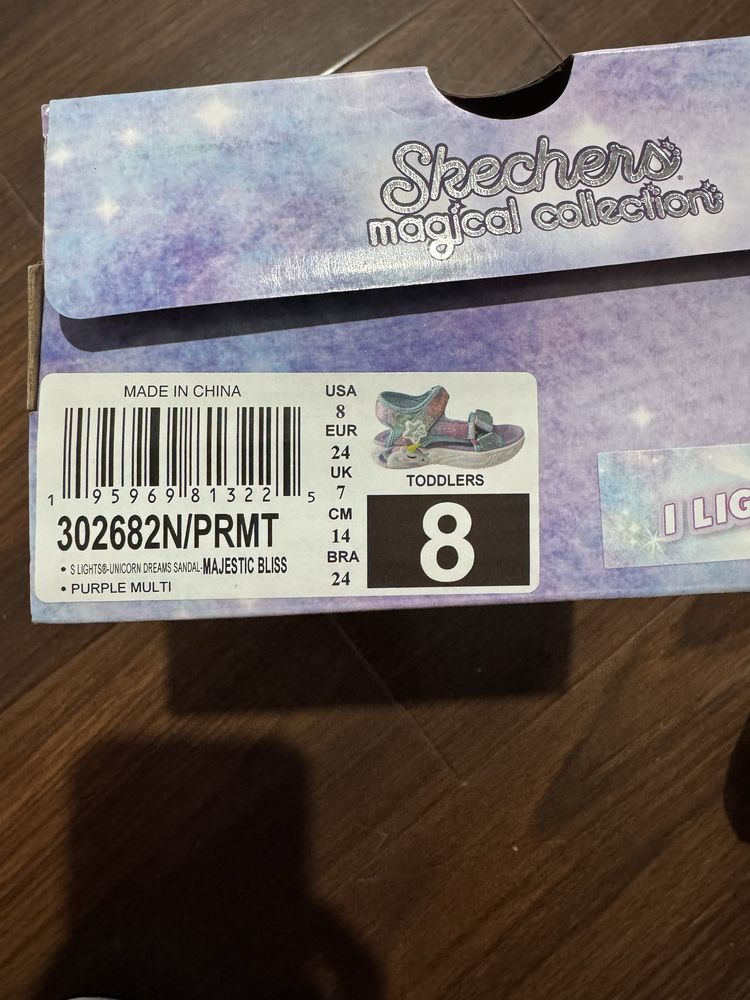 Skechers®
magical collection
MADE IN CHINA
1 95969 81322 5
302682N/PRMT
• S LIGHTS®-UNICORN DREAMS SANDAL-MAJESTIC BLISS
• PURPLE MULTI
USA
8
EUR
24
UK
7
CM
14
BRA
24
TODDLERS
8
I LIG